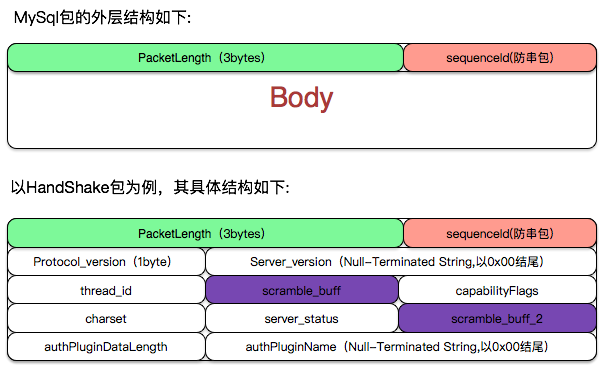 MySql包的外层结构如下:
PacketLength（3bytes） sequenceId(防串包)
Body
以HandShake包为例，其具体结构如下:
PacketLength（3bytes） sequenceId(防串包)
Protocol_version（1byte） Server_version（Null-Terminated String,以0x00结尾）
thread_id scramble_buff capabilityFlags
charset server_status scramble_buff_2
authPluginDataLength authPluginName（Null-Terminated String,以0x00结尾）